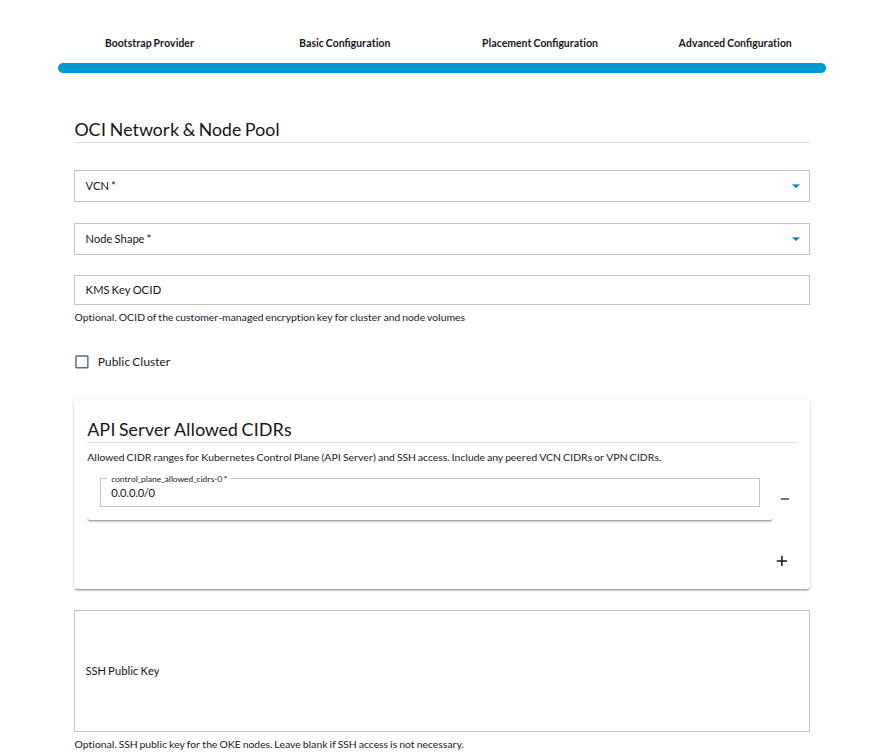 Bootstrap Provider
Basic Configuration
Placement Configuration
Advanced Configuration
OCI Network & Node Pool
VCN *
Node Shape *
KMS Key OCID
Optional. OCID of the customer-managed encryption key for cluster and node volumes
Public Cluster
API Server Allowed CIDRs
Allowed CIDR ranges for Kubernetes Control Plane (API Server) and SSH access. Include any peered VCN CIDRs or VPN CIDRs.
control_plane_allowed_cidrs-0 *
0.0.0.0/0
SSH Public Key
Optional. SSH public key for the OKE nodes. Leave blank if SSH access is not necessary.